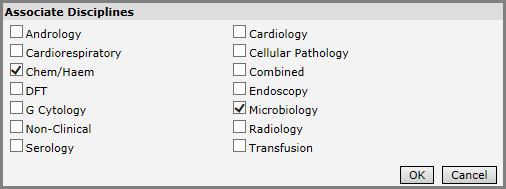 Associate Disciplines
Andrology Cardiology
Cardiorespiratory Cellular Pathology
Chem/Haem Combined
DFT Endoscopy
G Cytology Microbiology
Non-Clinical Radiology
Serology Transfusion
OK Cancel